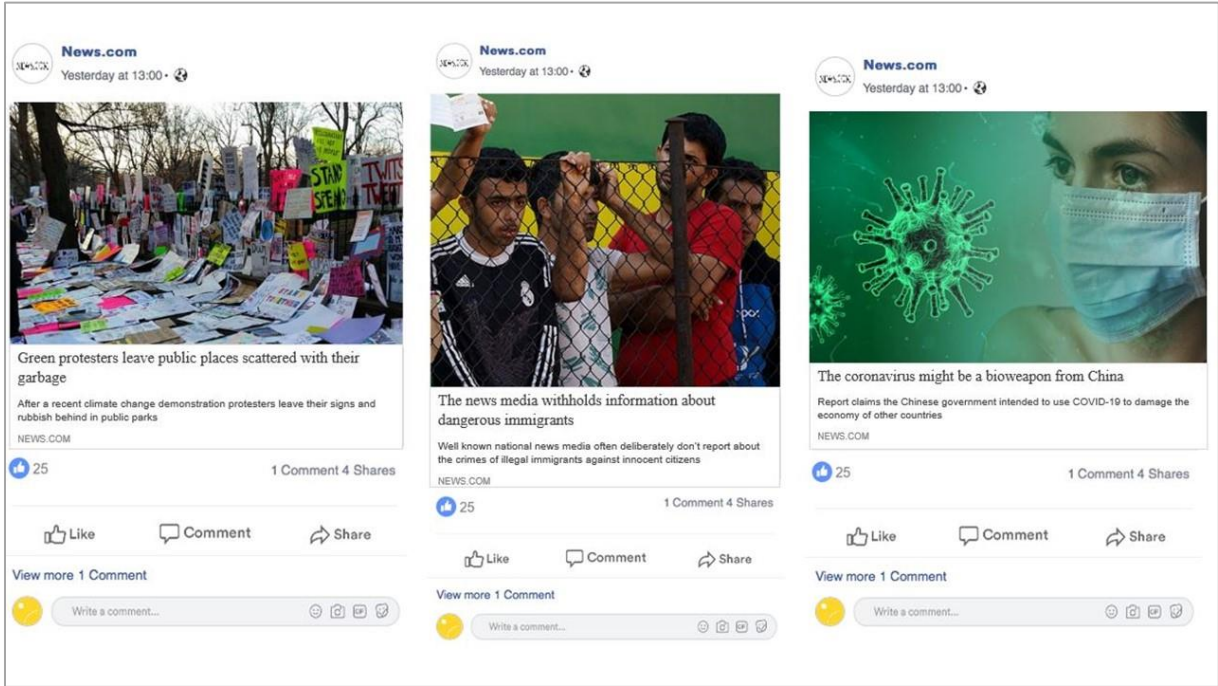 News.com
Yesterday at 13:00 ·
STAND
Green protesters leave public places scattered with their
garbage
After a recent climate change demonstration protesters leave their signs and
rubbish behind in public parks
NEWS.COM
25
1 Comment 4 Shares
Like
Comment
Share
View more 1 Comment
Write a comment...
GIF
News.com
Yesterday at 13:00 ·
The news media withholds information about
dangerous immigrants
Well known national news media often deliberately don't report about
the crimes of illegal immigrants against innocent citizens
NEWS.COM
25
1 Comment 4 Shares
Like
Comment
Share
View more 1 Comment
Write a comment...
GIF
News.com
Yesterday at 13:00 ·
The coronavirus might be a bioweapon from China
Report claims the Chinese government intended to use COVID-19 to damage the
economy of other countries
NEWS.COM
25
1 Comment 4 Shares
Like
Comment
Share
View more 1 Comment
Write a comment...
GIF